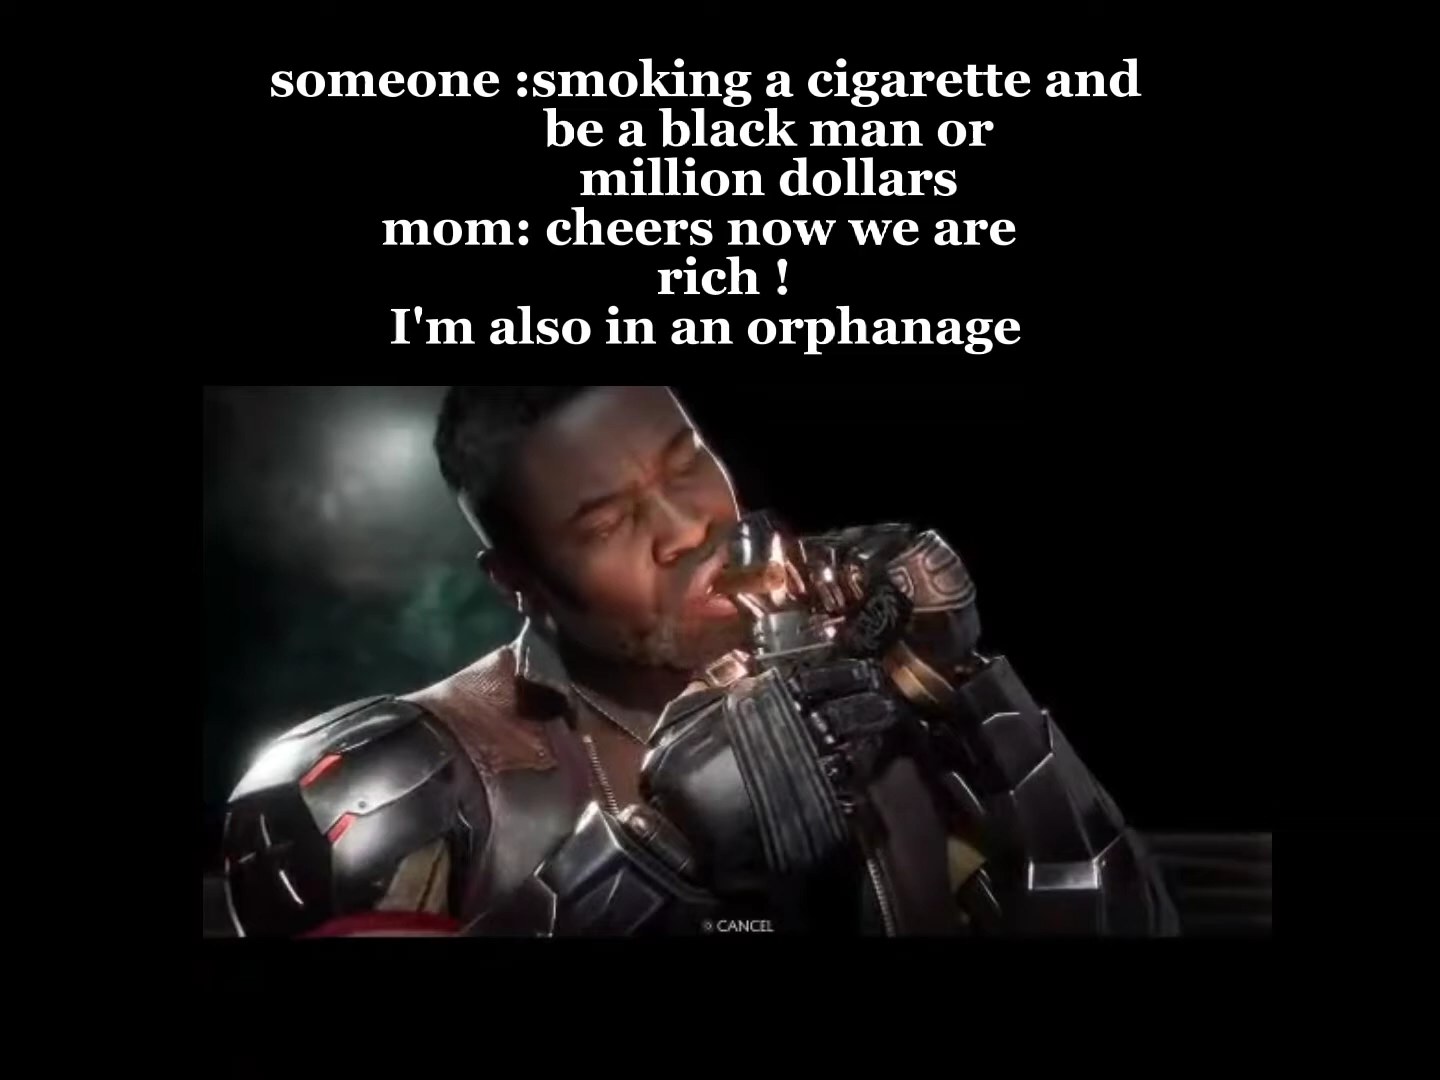 someone :smoking a cigarette and
be a black man or
million dollars
mom: cheers now we are
rich !
I'm also in an orphanage
CANCEL